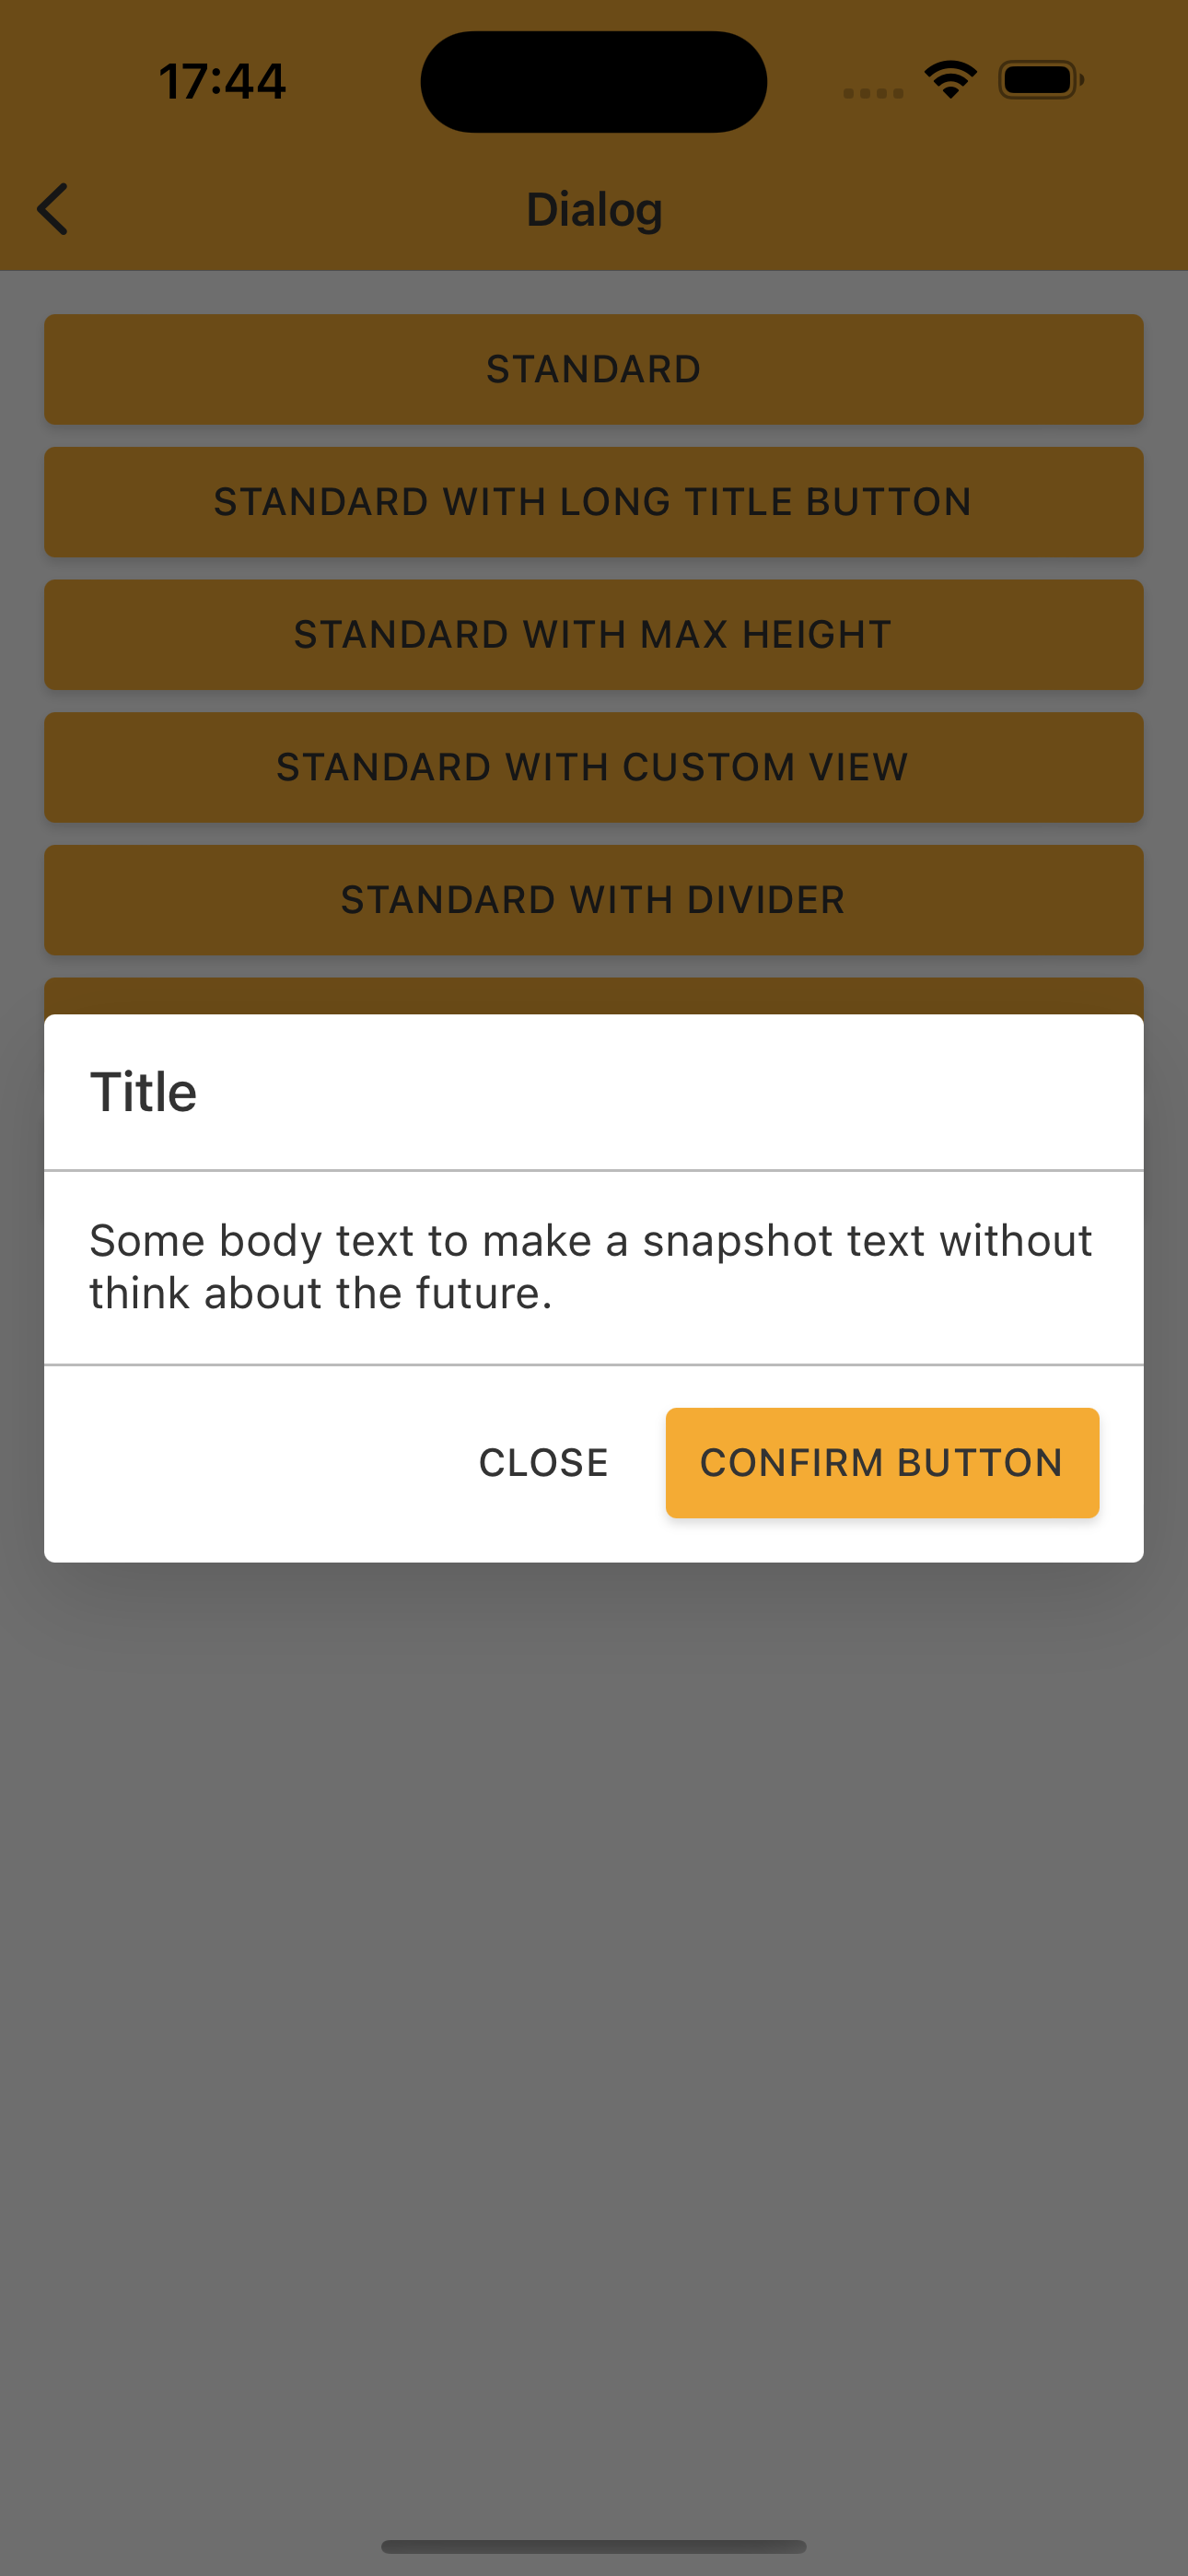 17:44
Dialog
STANDARD
STANDARD WITH LONG TITLE BUTTON
STANDARD WITH MAX HEIGHT
STANDARD WITH CUSTOM VIEW
STANDARD WITH DIVIDER
Title
Some body text to make a snapshot text without
think about the future.
CLOSE CONFIRM BUTTON